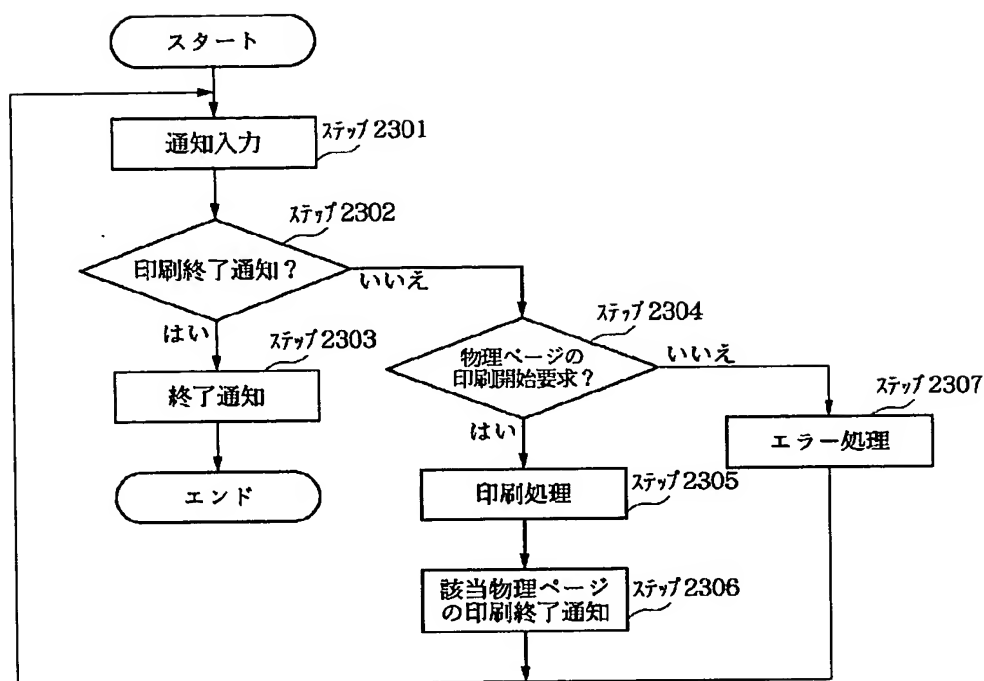 スタート
通知入力
ステップ2301
ステップ2302
印刷終了通知？
いいえ
はい
ステップ2303
終了通知
エンド
ステップ2304
物理ページの
印刷開始要求？
いいえ
はい
ステップ2307
エラー処理
印刷処理
ステップ2305
該当物理ページ
の印刷終了通知
ステップ2306